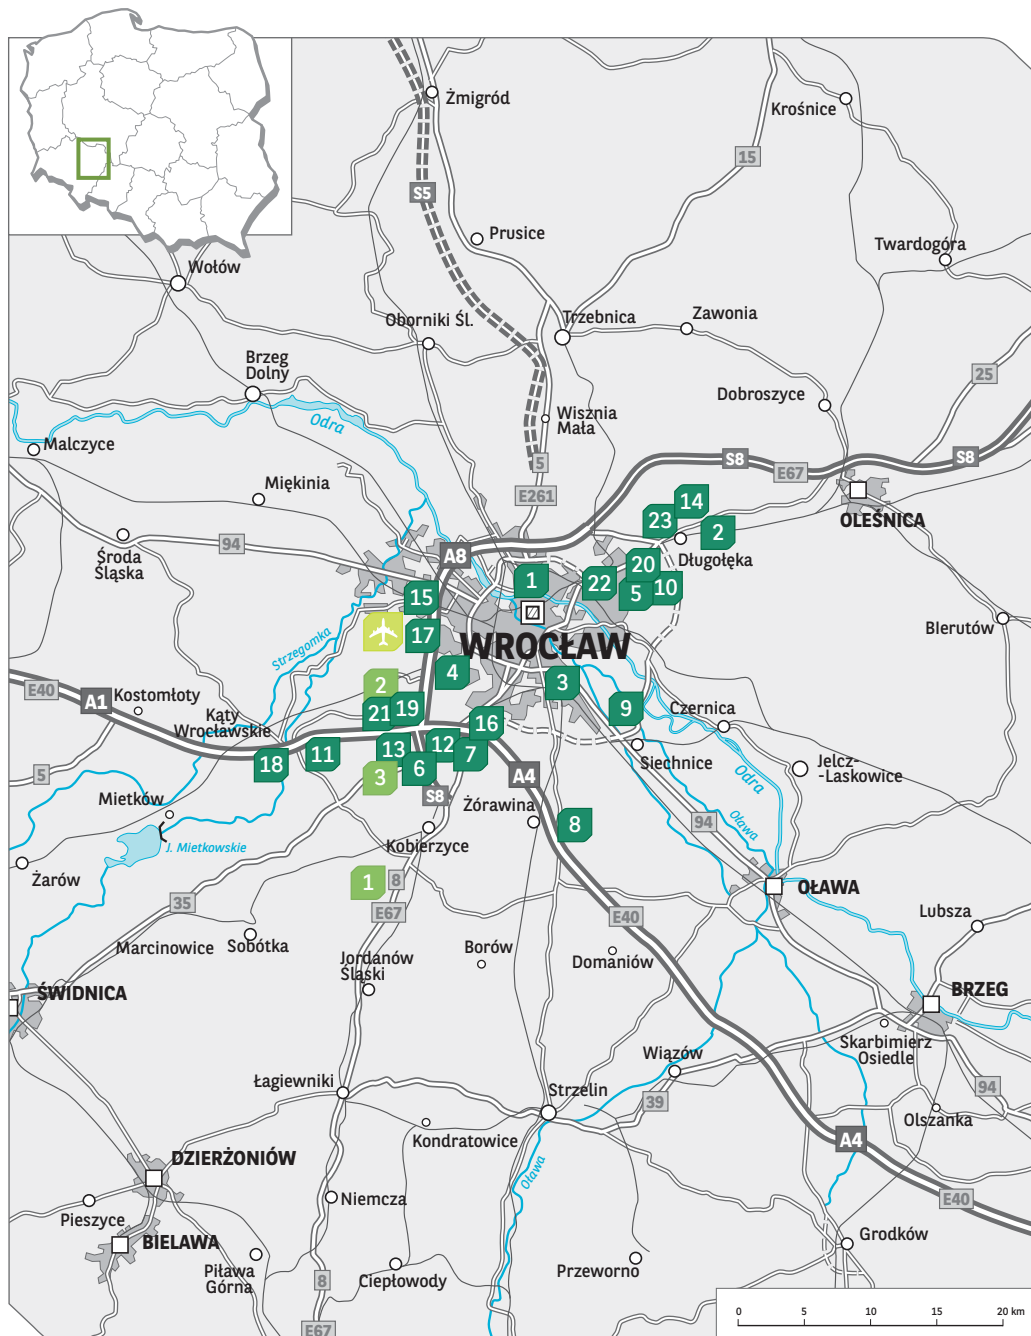 Żmigród
Krośnice
15
S5
Prusice
Twardogóra
Wołów
Oborniki Śl.
Trzebnica
Zawonia
Brzeg
Dolny
25
Dobroszyce
Odra
Wisznia
Mała
Malczyce
S8
S8
5
E67
Miękinia
E261
14
OLEŚNICA
23
2
Środa
Śląska
94
A8
Długołęka
20
1
22
5
10
15
17
WROCŁAW
BIerutów
Strzegomka
4
3
2
E40
A1
Kostomłoty
21
19
9
Czernica
Kąty
Wrocławskie
16
11
13
12
7
Siechnice
18
6
3
5
A4
Odra
Jelcz-
-Laskowice
Mietków
S8
Żórawina
8
94
Oława
J. Mietkowskie
Kobierzyce
Żarów
1
8
OŁAWA
35
E67
E40
Lubsza
Marcinowice
Sobótka
Borów
Domaniów
Jordanów
Śląski
ŚWIDNICA
BRZEG
Skarbimierz
Osiedle
Wiązów
Łagiewniki
Strzelin
39
94
Olszanka
Kondratowice
A4
DZIERŻONIÓW
Oława
Niemcza
E40
Pieszyce
BIELAWA
Grodków
Piława
Górna
8
Ciepłowody
Przeworno
0
5
10
15
20 km
E67